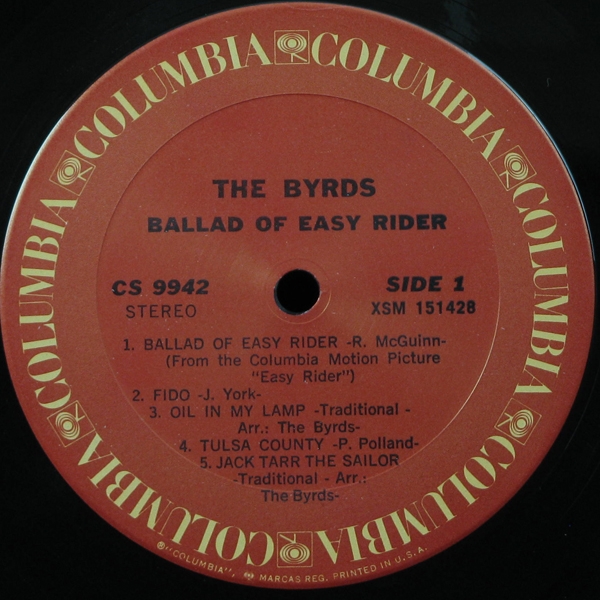 COLUMBIA COLUMBIA COLUMBIA COLUMBIA COLUMBIA COLUMBIA
THE BYRDS
BALLAD OF EASY RIDER
CS 9942
SIDE 1
STEREO
XSM 151428
1. BALLAD OF EASY RIDER -R. McGuinn-
(From the Columbia Motion Picture
"Easy Rider")
2. FIDO -J. York-
3. OIL IN MY LAMP -Traditional -
Arr.: The Byrds-
4. TULSA COUNTY -P. Polland-
5. JACK TARR THE SAILOR
-Traditional - Arr.:
The Byrds-
® "COLUMBIA", MARCAS REG. PRINTED IN U.S.A.